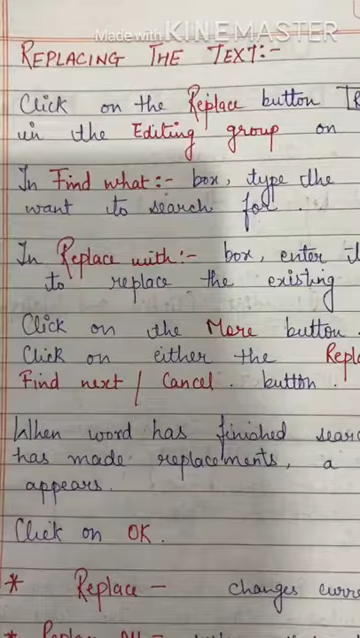 Made with KINEMASTER
REPLACING THE TEXT:-
Click on the Replace button
in the Editing group on
In Find what:- box, type the
want to search for.
In Replace with:- box, enter
to replace the existing
Click on the More button.
Click on either the Repl
Find next / Cancel. button.
When word has finished sear
has made replacements, a
appears.
Click on OK.
* Replace - changes curre
* Replace All -